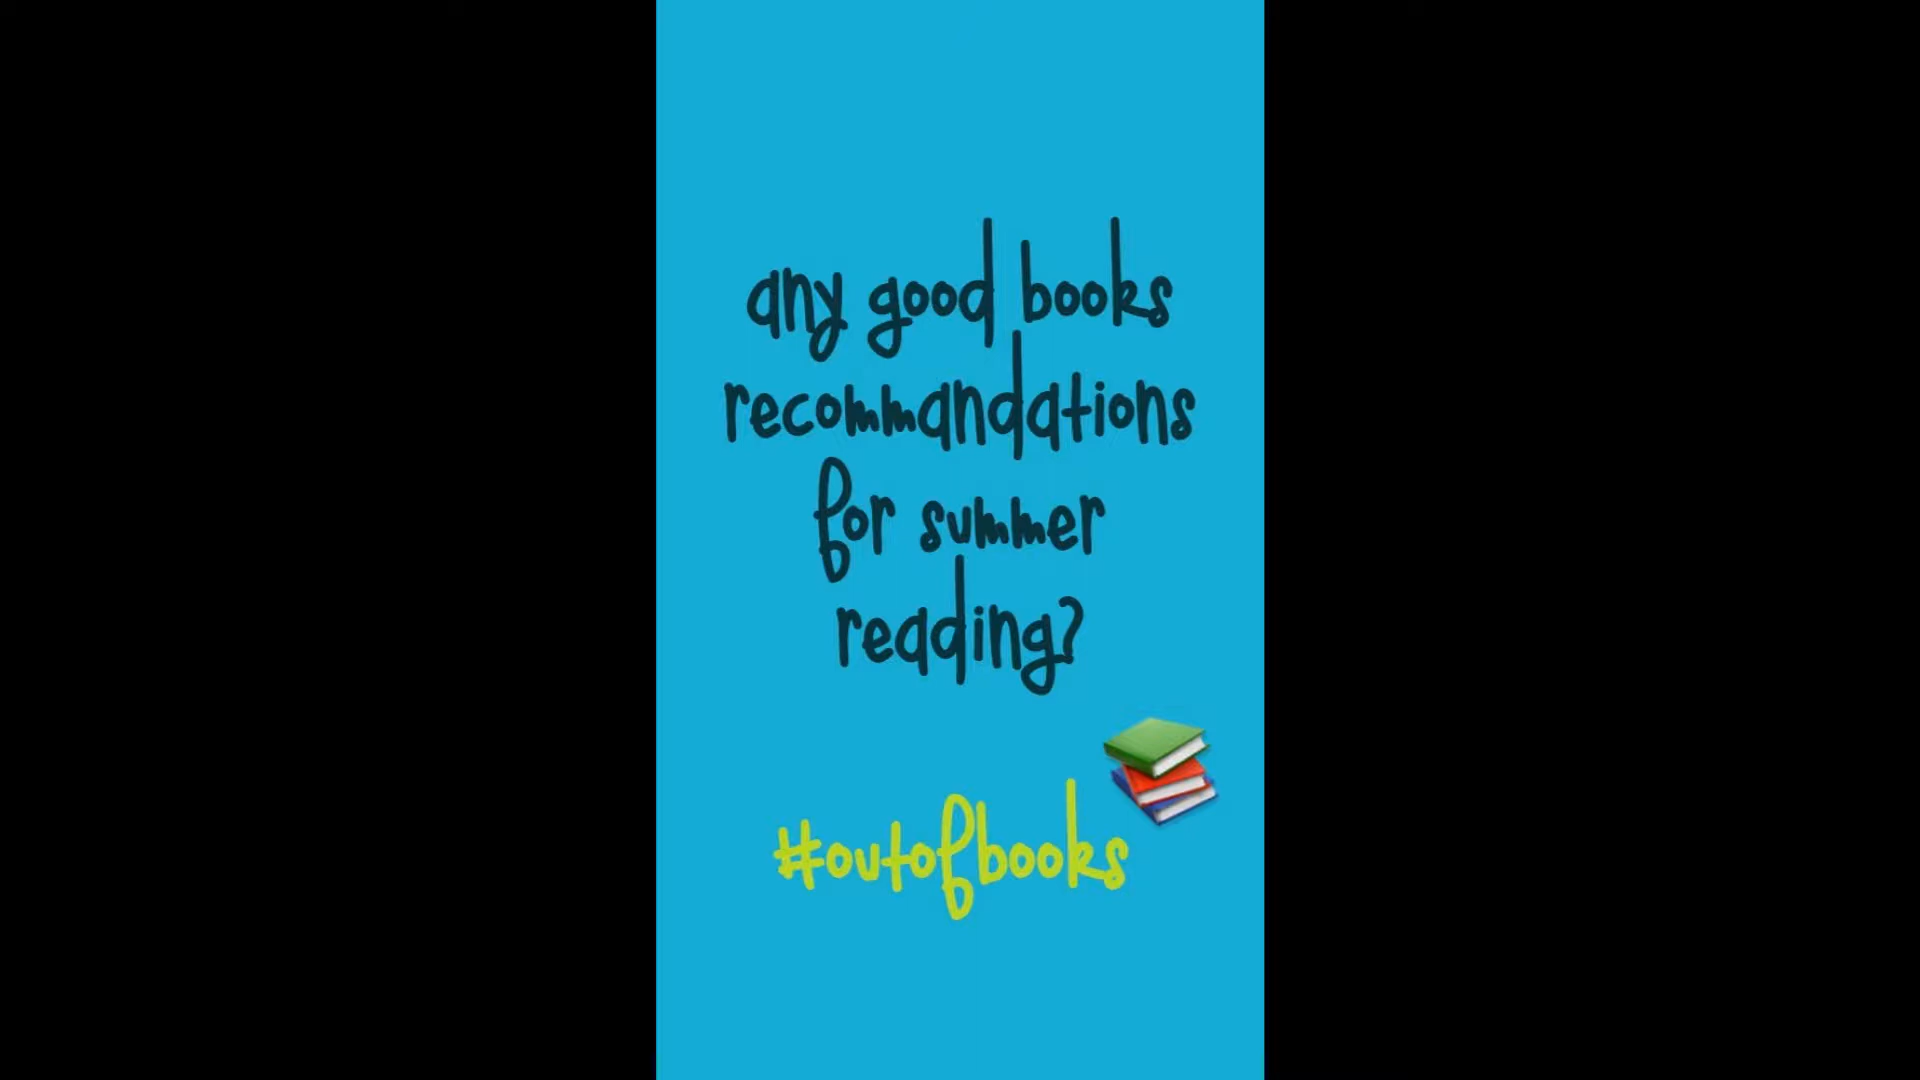 any good books
recommandations
for summer
reading?
#outofbooks